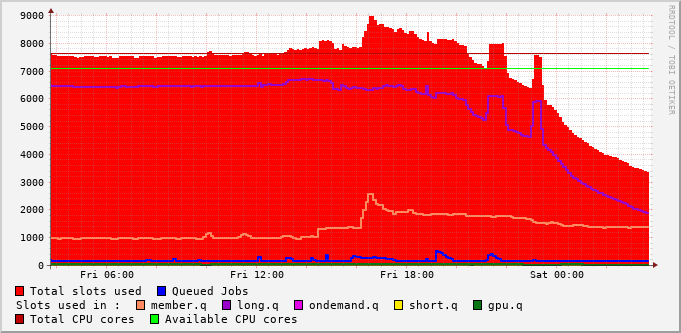 9000
8000
7000
6000
5000
4000
3000
2000
1000
0
Fri 06:00 Fri 12:00 Fri 18:00 Sat 00:00
Total slots used Queued Jobs
Slots used in : member.q long.q ondemand.q short.q gpu.q
Total CPU cores Available CPU cores
RRDTOOL / TOBI OETIKER